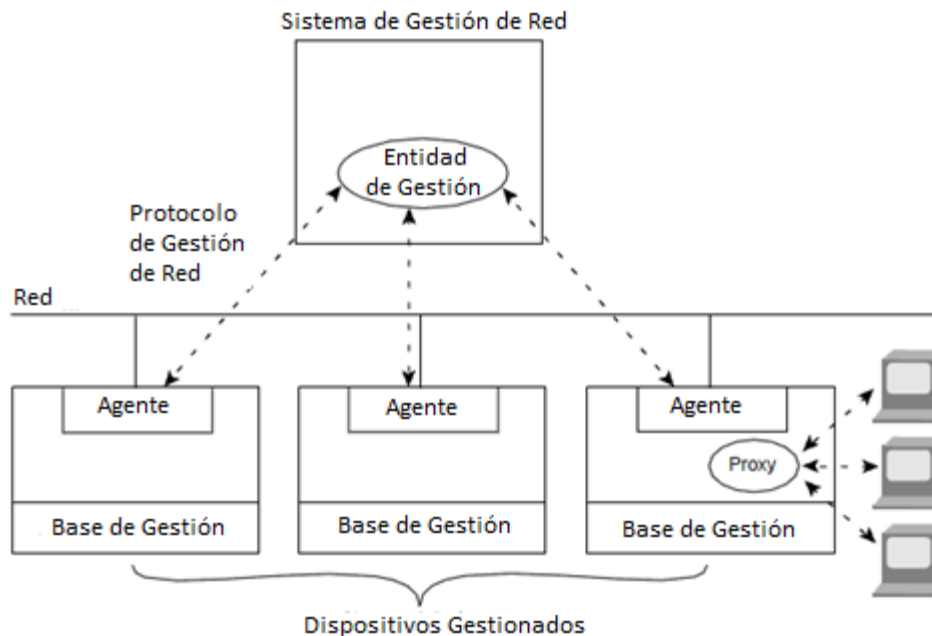 Sistema de Gestión de Red
Entidad
de Gestión
Protocolo
de Gestión
de Red
Red
Agente
Agente
Agente
Proxy
Base de Gestión
Base de Gestión
Base de Gestión
Dispositivos Gestionados